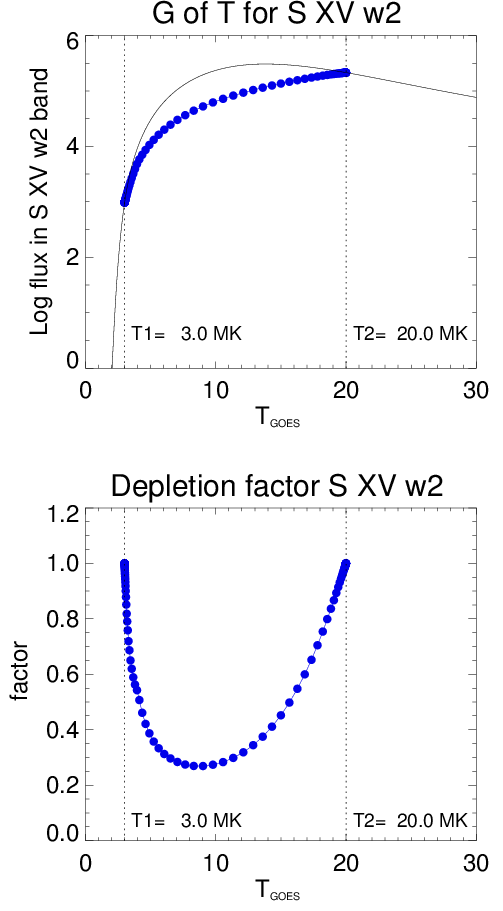 G of T for S XV w2
6
4
2
0
Log flux in S XV w2 band
T1= 3.0 MK
T2= 20.0 MK
0 10 20 30
T_GOES
Depletion factor S XV w2
1.2
1.0
0.8
0.6
0.4
0.2
0.0
factor
T1= 3.0 MK
T2= 20.0 MK
0 10 20 30
T_GOES